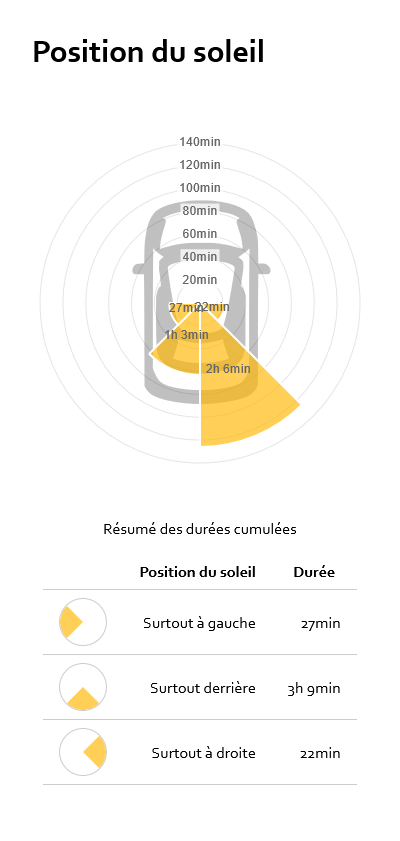 Position du soleil
140min
120min
100min
80min
60min
40min
20min
27min 22min
1h 3min
2h 6min
Résumé des durées cumulées
Position du soleil Durée
Surtout à gauche 27min
Surtout derrière 3h 9min
Surtout à droite 22min